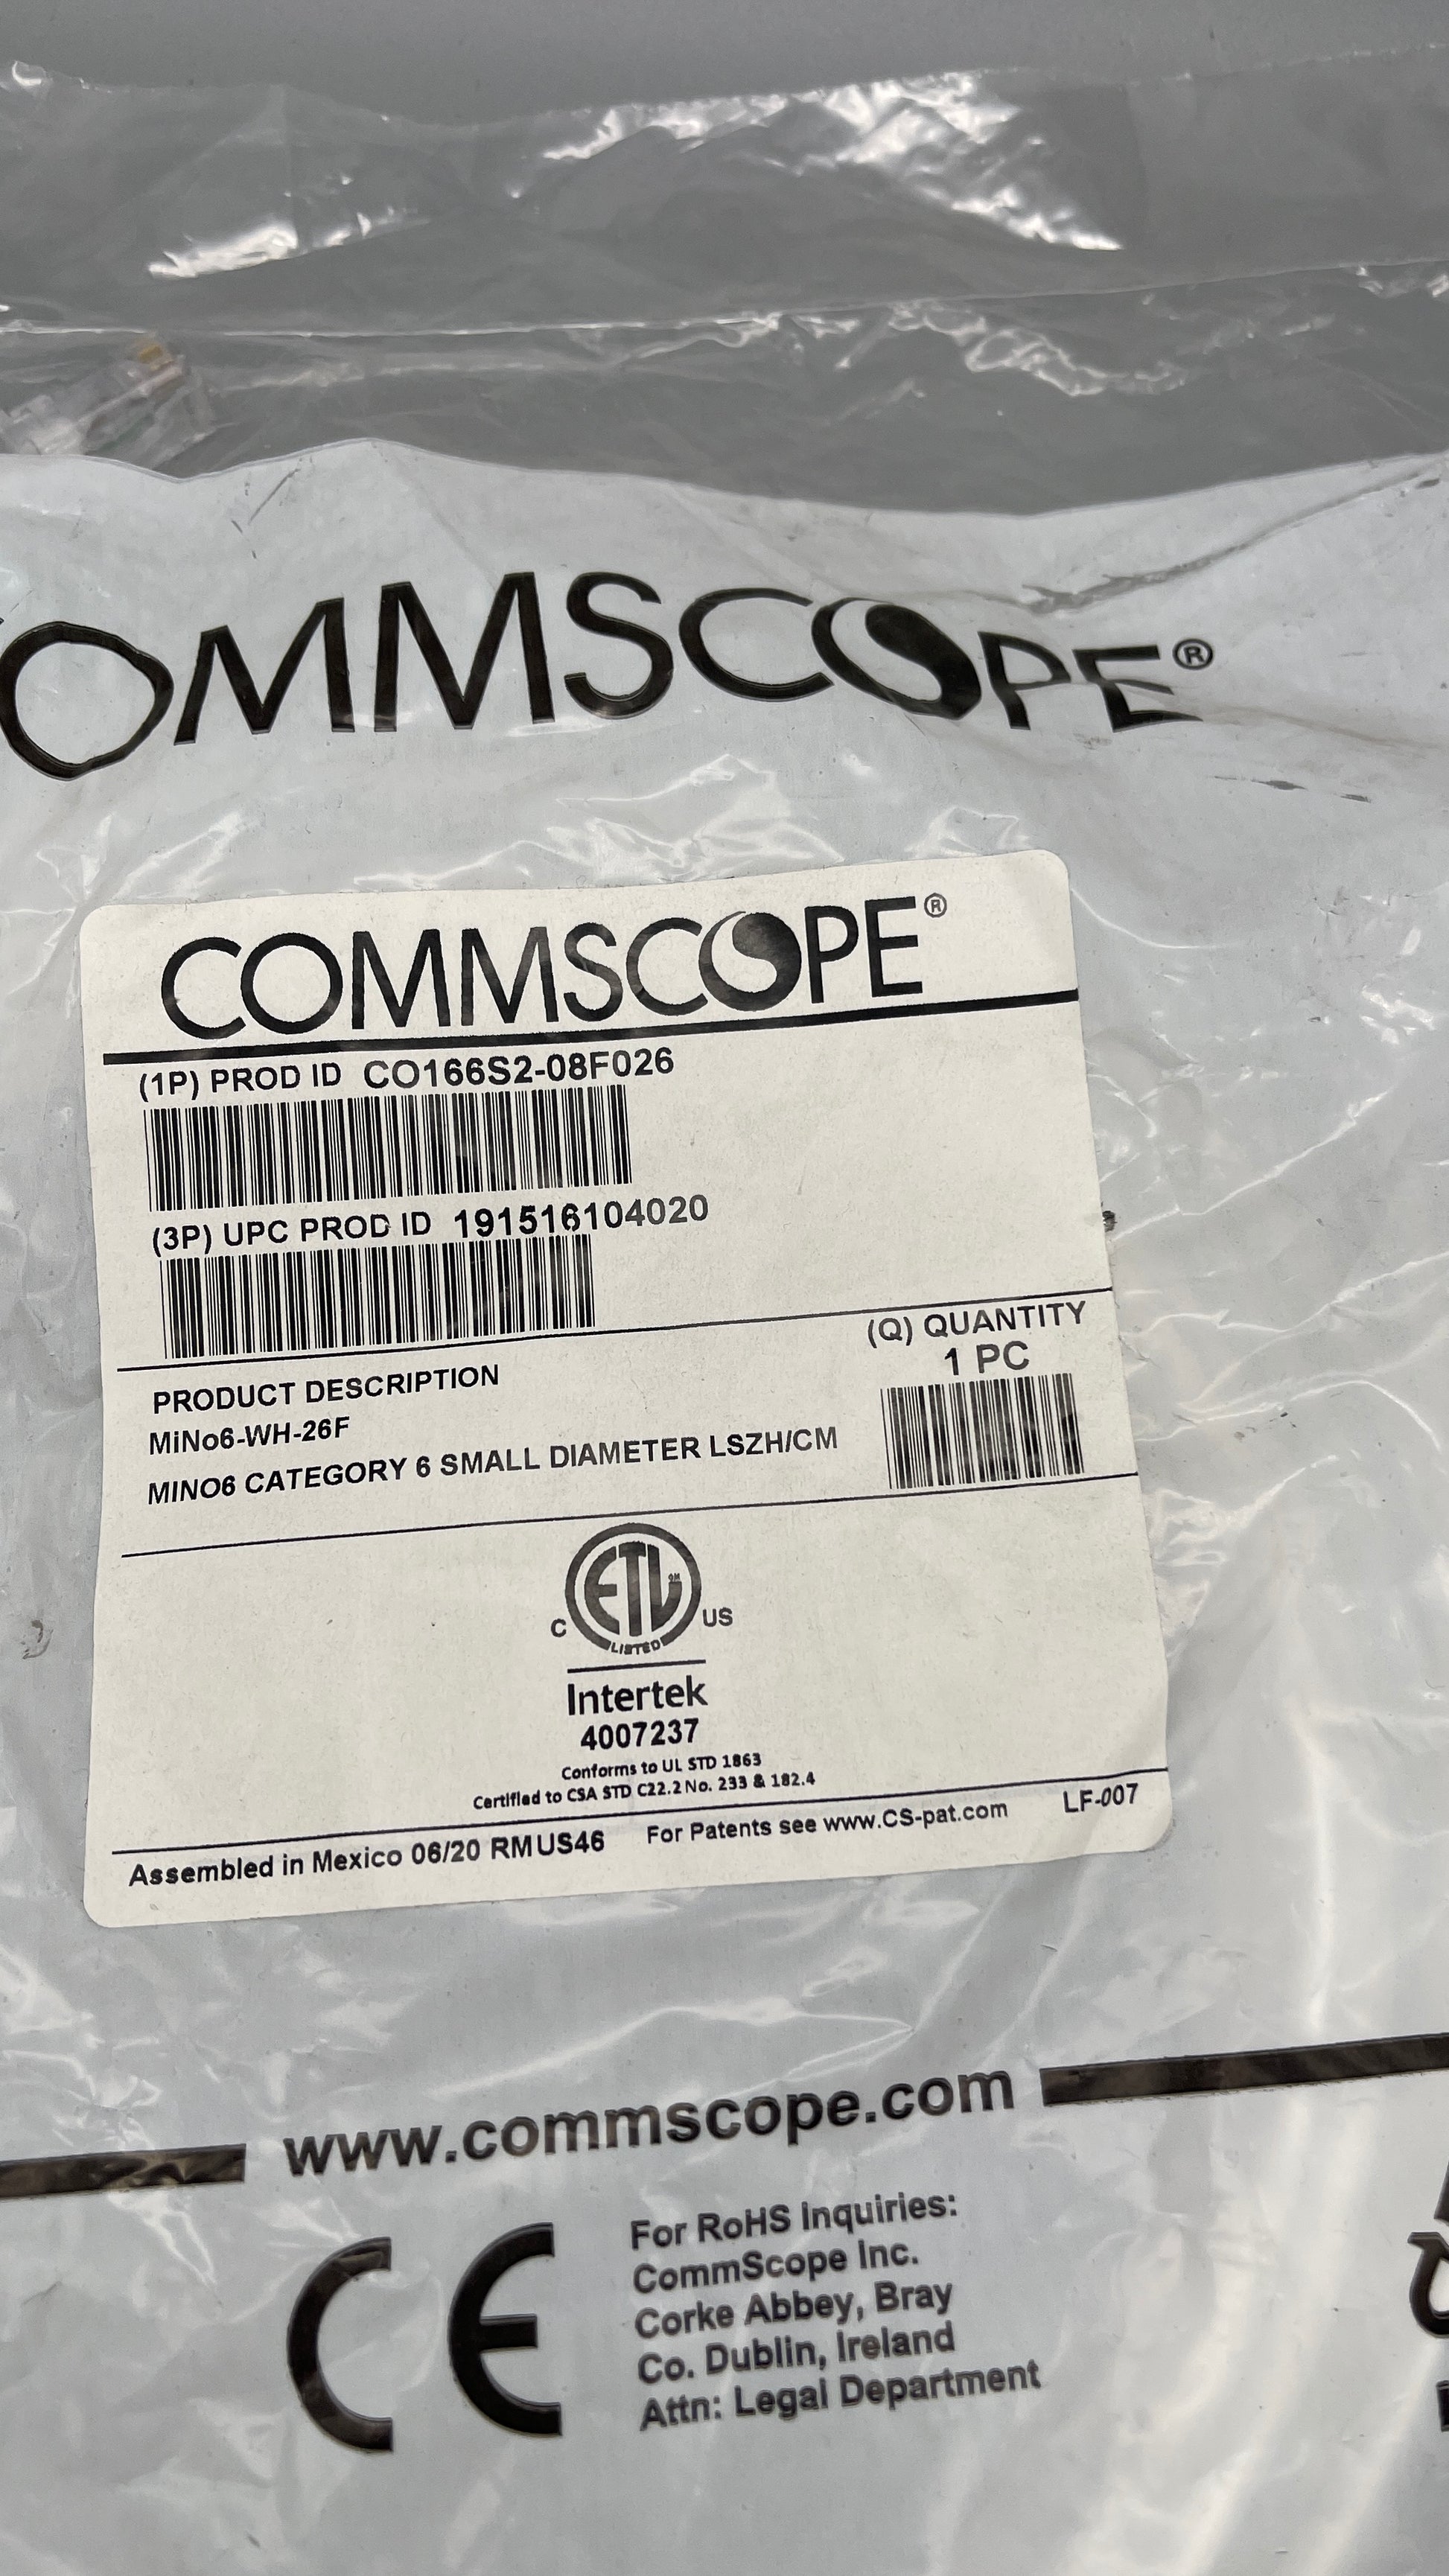 COMMSCOPE®
COMMSCOPE®
(1P) PROD ID CO166S2-08F026
(3P) UPC PROD ID 191516104020
(Q) QUANTITY
1 PC
PRODUCT DESCRIPTION
MiNo6-WH-26F
MINO6 CATEGORY 6 SMALL DIAMETER LSZH/CM
C ETL US
LISTED
Intertek
4007237
Conforms to UL STD 1863
Certified to CSA STD C22.2 No. 233 & 182.4
Assembled in Mexico 06/20 RMUS46 For Patents see www.CS-pat.com LF-007
www.commscope.com
CE
For RoHS Inquiries:
CommScope Inc.
Corke Abbey, Bray
Co. Dublin, Ireland
Attn: Legal Department